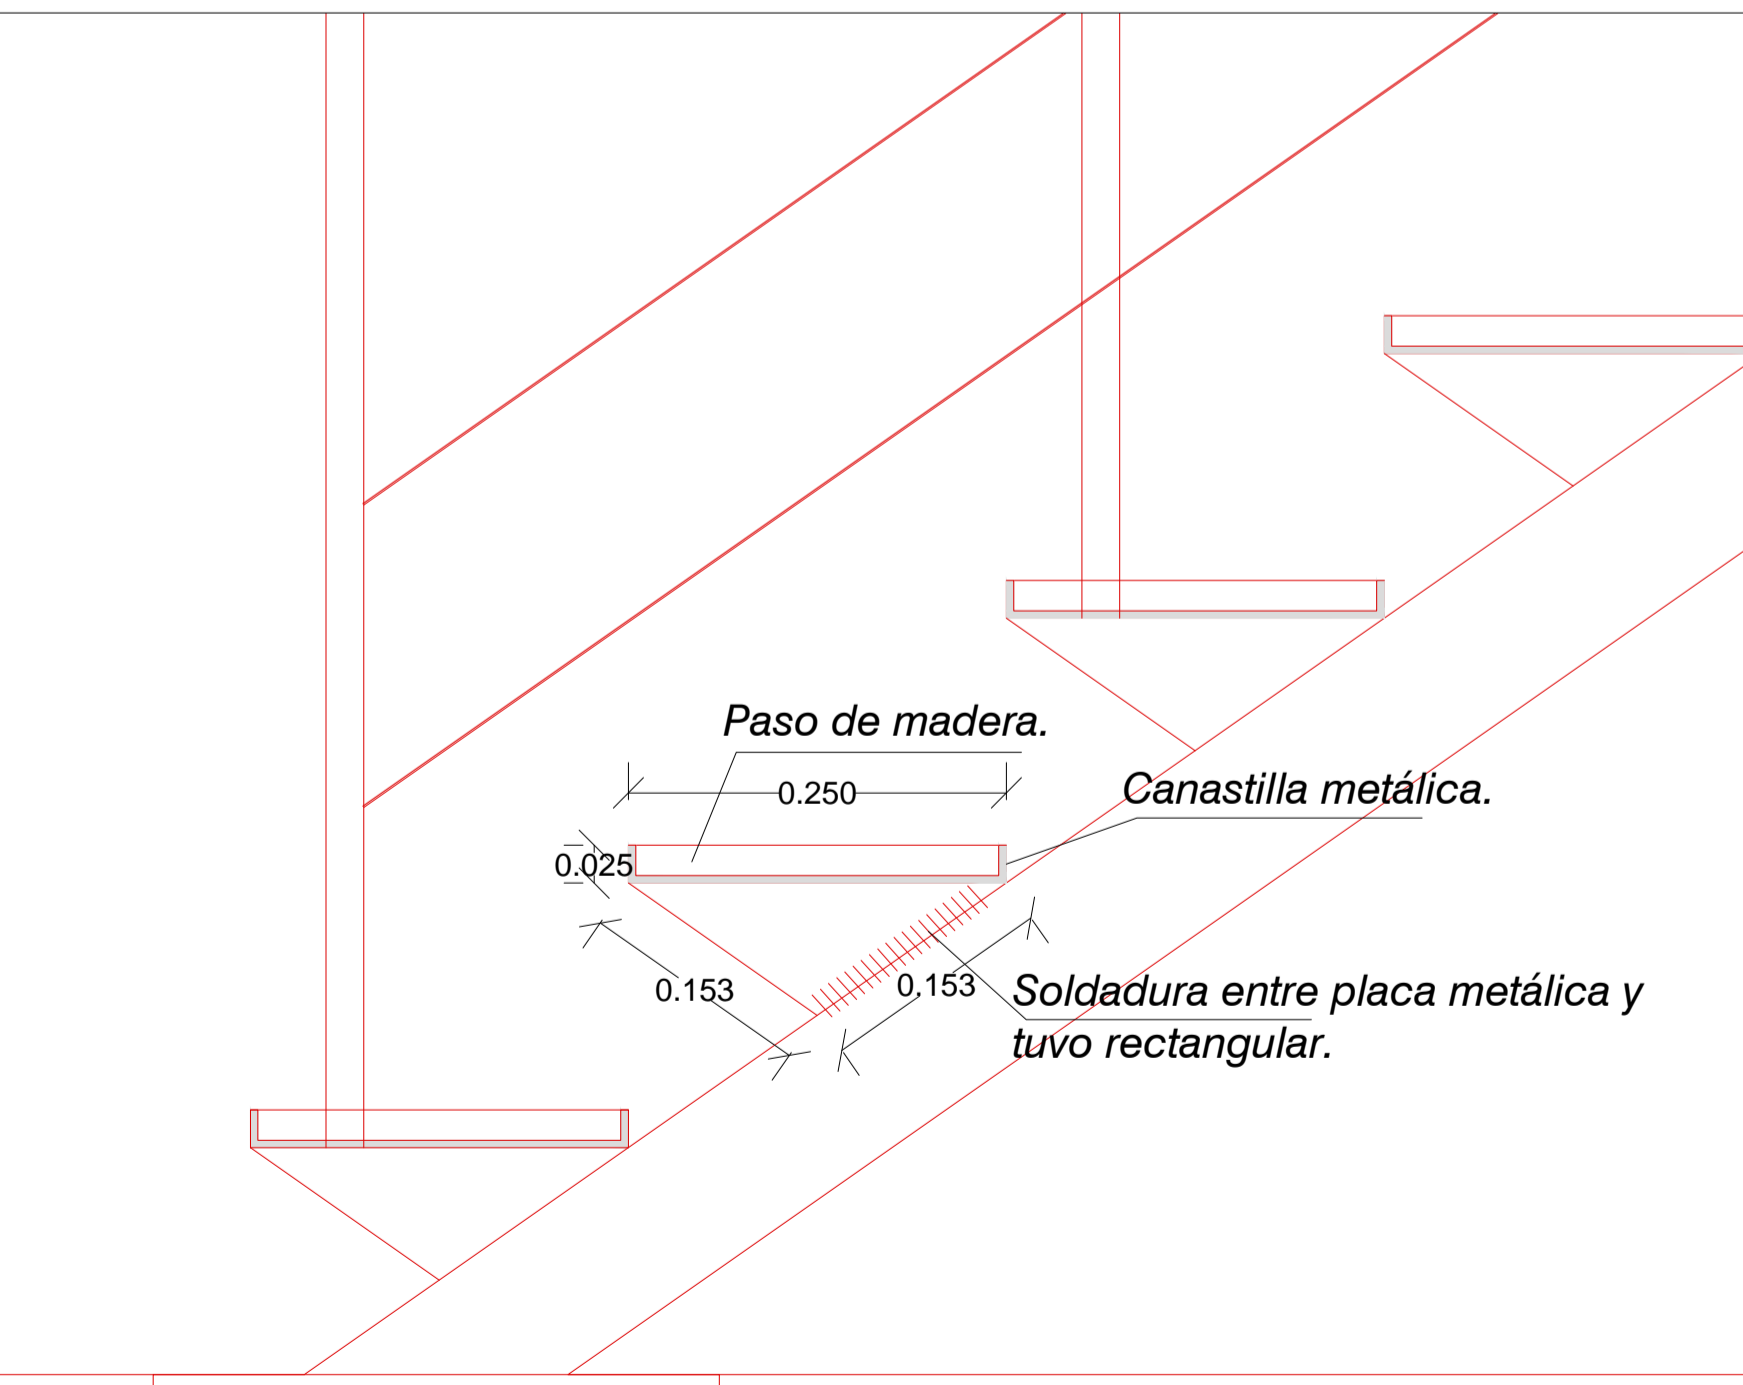 Paso de madera.
0.250
Canastilla metálica.
0.025
0.153
0.153
Soldadura entre placa metálica y
tuvo rectangular.